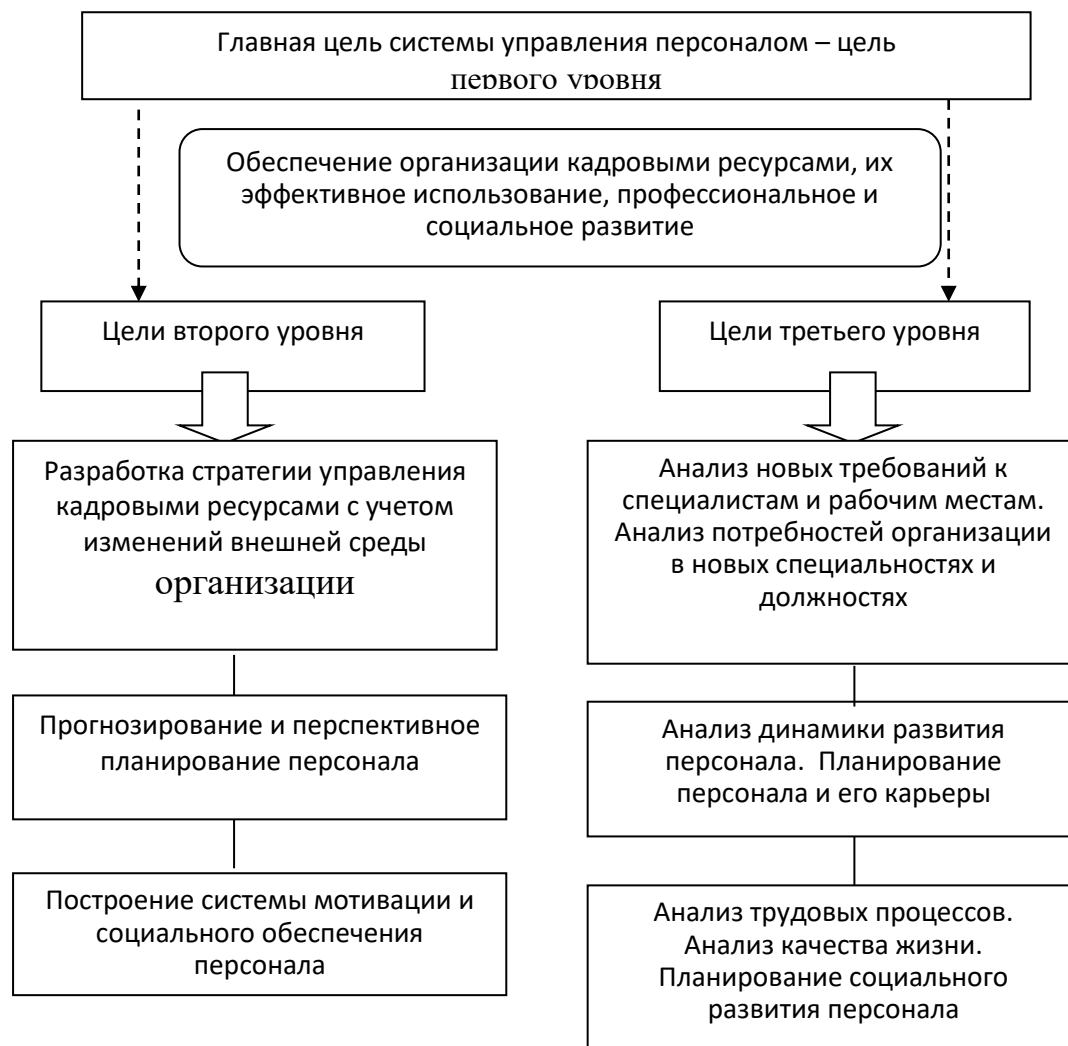 Главная цель системы управления персоналом – цель
первого уровня
Обеспечение организации кадровыми ресурсами, их
эффективное использование, профессиональное и
социальное развитие
Цели второго уровня
Цели третьего уровня
Разработка стратегии управления
кадровыми ресурсами с учетом
изменений внешней среды
организации
Анализ новых требований к
специалистам и рабочим местам.
Анализ потребностей организации
в новых специальностях и
должностях
Прогнозирование и перспективное
планирование персонала
Анализ динамики развития
персонала. Планирование
персонала и его карьеры
Построение системы мотивации и
социального обеспечения
персонала
Анализ трудовых процессов.
Анализ качества жизни.
Планирование социального
развития персонала